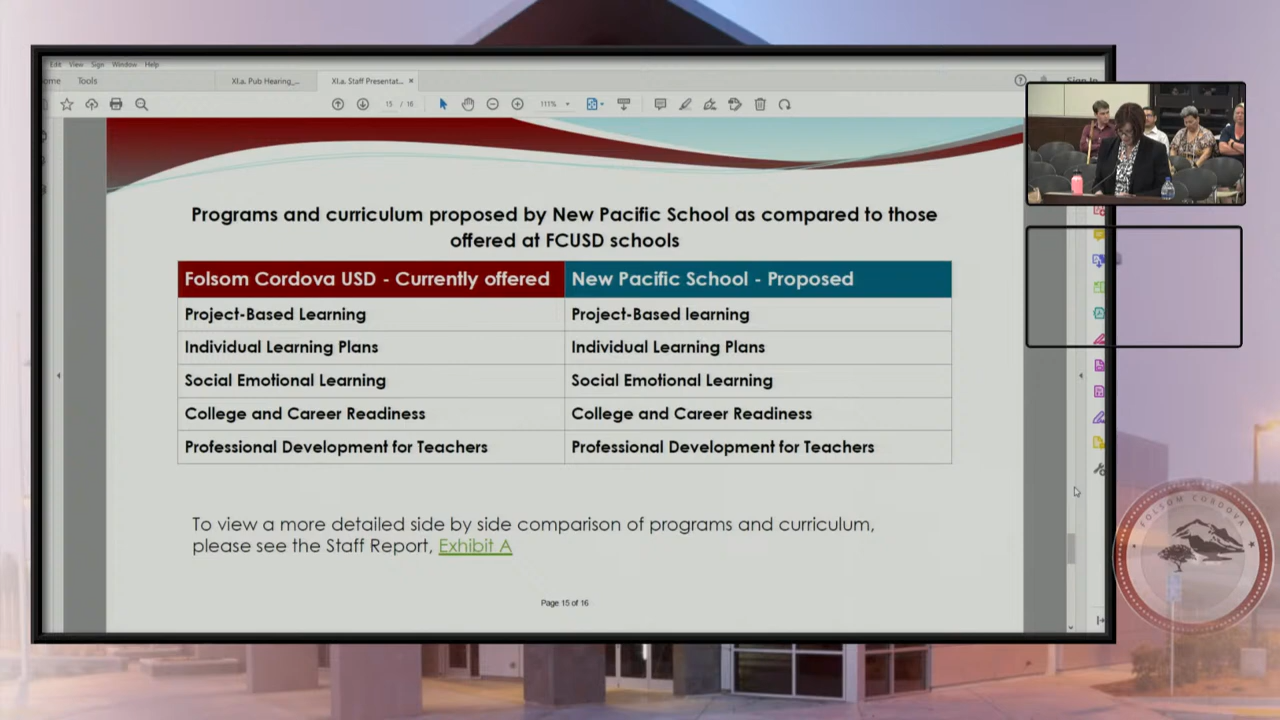 Edit View Sign Window Help
ome Tools XI.a. Pub Hearing_... XI.a. Staff Presentat... × Sign In
15 / 16 111%
Programs and curriculum proposed by New Pacific School as compared to those
offered at FCUSD schools
Folsom Cordova USD - Currently offered New Pacific School - Proposed
Project-Based Learning Project-Based learning
Individual Learning Plans Individual Learning Plans
Social Emotional Learning Social Emotional Learning
College and Career Readiness College and Career Readiness
Professional Development for Teachers Professional Development for Teachers
To view a more detailed side by side comparison of programs and curriculum,
please see the Staff Report, Exhibit A
Page 15 of 16
FOLSOM CORDOVA